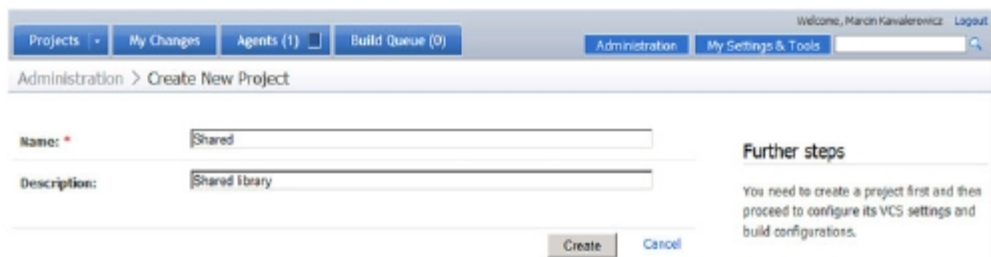 Welcome, Marcin Kawalerowicz Logout
Projects My Changes Agents (1) Build Queue (0) Administration My Settings & Tools
Administration > Create New Project
Name: * Shared
Further steps
Description: Shared library
You need to create a project first and then
proceed to configure its VCS settings and
build configurations.
Create Cancel